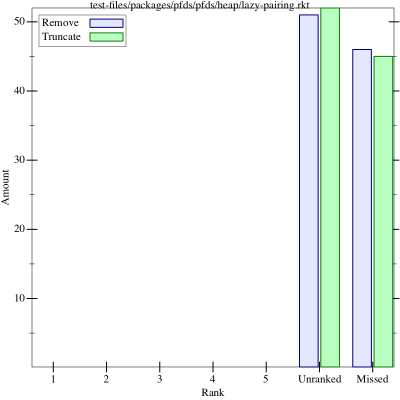 test-files/packages/pfds/pfds/heap/lazy-pairing.rkt
Remove
Truncate
50
40
30
20
10
Amount
1 2 3 4 5 Unranked Missed
Rank